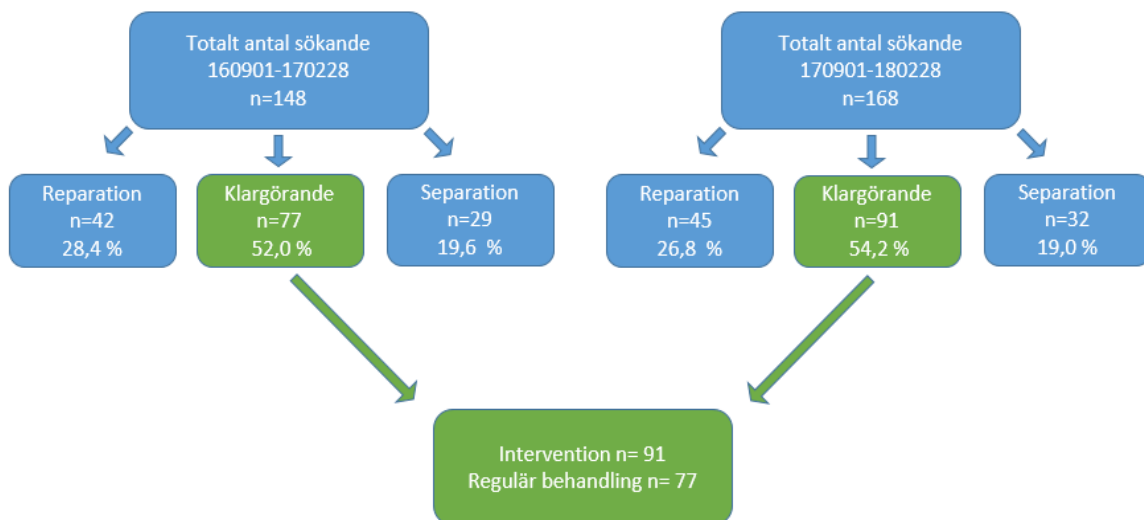 Totalt antal sökande
160901-170228
n=148
Reparation
n=42
28,4 %
Klargörande
n=77
52,0 %
Separation
n=29
19,6 %
Totalt antal sökande
170901-180228
n=168
Reparation
n=45
26,8 %
Klargörande
n=91
54,2 %
Separation
n=32
19,0 %
Intervention n= 91
Regulär behandling n= 77